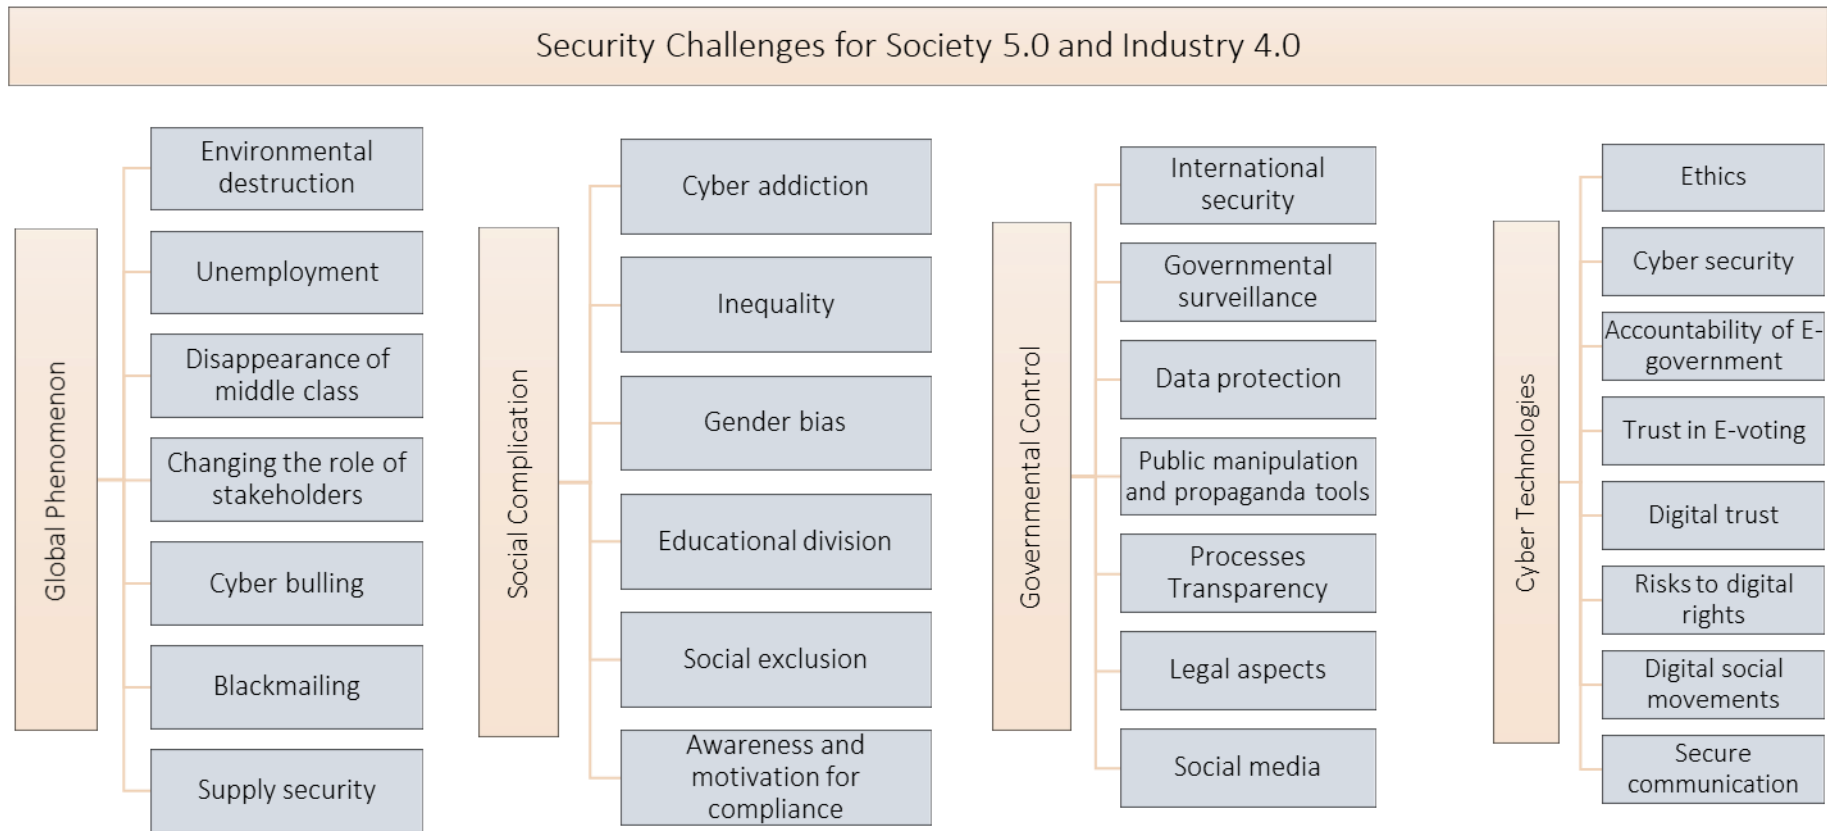 Security Challenges for Society 5.0 and Industry 4.0
Global Phenomenon
Environmental
destruction
Unemployment
Disappearance of
middle class
Changing the role of
stakeholders
Cyber bulling
Blackmailing
Supply security
Social Complication
Cyber addiction
Inequality
Gender bias
Educational division
Social exclusion
Awareness and
motivation for
compliance
Governmental Control
International
security
Governmental
surveillance
Data protection
Public manipulation
and propaganda tools
Processes
Transparency
Legal aspects
Social media
Cyber Technologies
Ethics
Cyber security
Accountability of E-
government
Trust in E-voting
Digital trust
Risks to digital
rights
Digital social
movements
Secure
communication